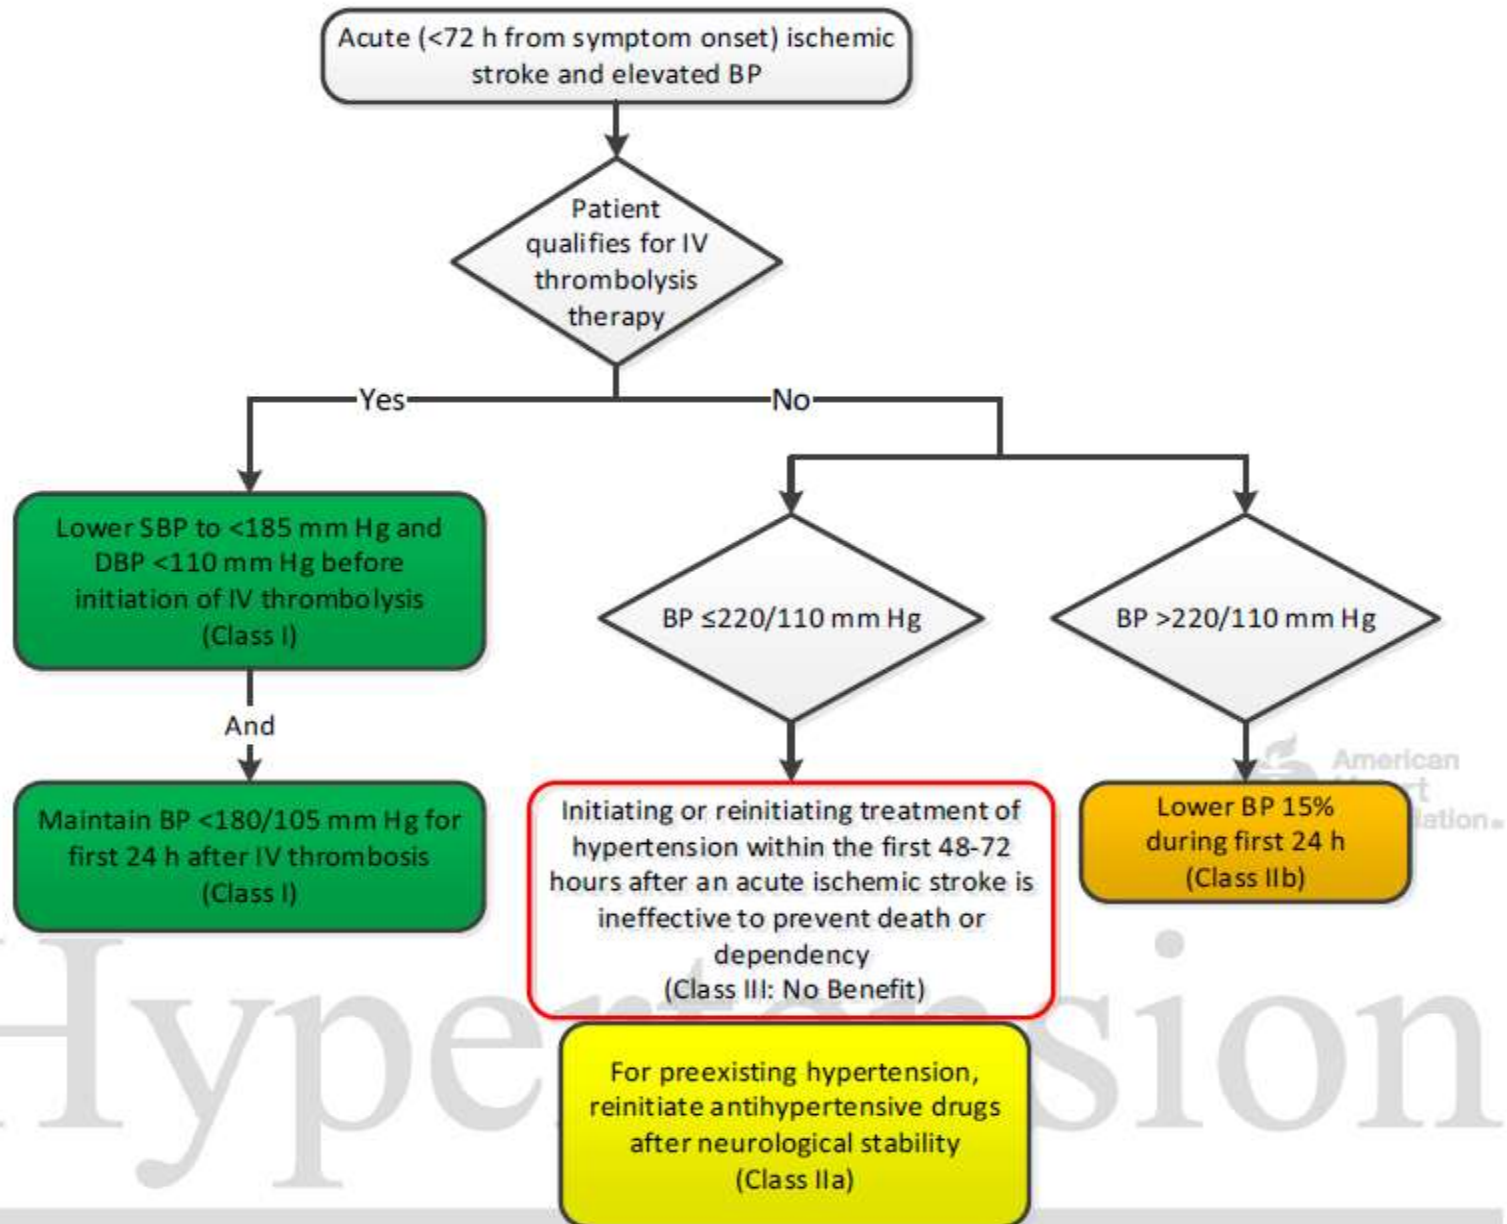 Acute (<72 h from symptom onset) ischemic
stroke and elevated BP
Patient
qualifies for IV
thrombolysis
therapy
Yes
No
Lower SBP to <185 mm Hg and
DBP <110 mm Hg before
initiation of IV thrombolysis
(Class I)
And
Maintain BP <180/105 mm Hg for
first 24 h after IV thrombosis
(Class I)
BP ≤220/110 mm Hg
BP >220/110 mm Hg
Initiating or reinitiating treatment of
hypertension within the first 48-72
hours after an acute ischemic stroke is
ineffective to prevent death or
dependency
(Class III: No Benefit)
For preexisting hypertension,
reinitiate antihypertensive drugs
after neurological stability
(Class IIa)
American
Lower BP 15%
during first 24 h
(Class IIb)
Hypertension